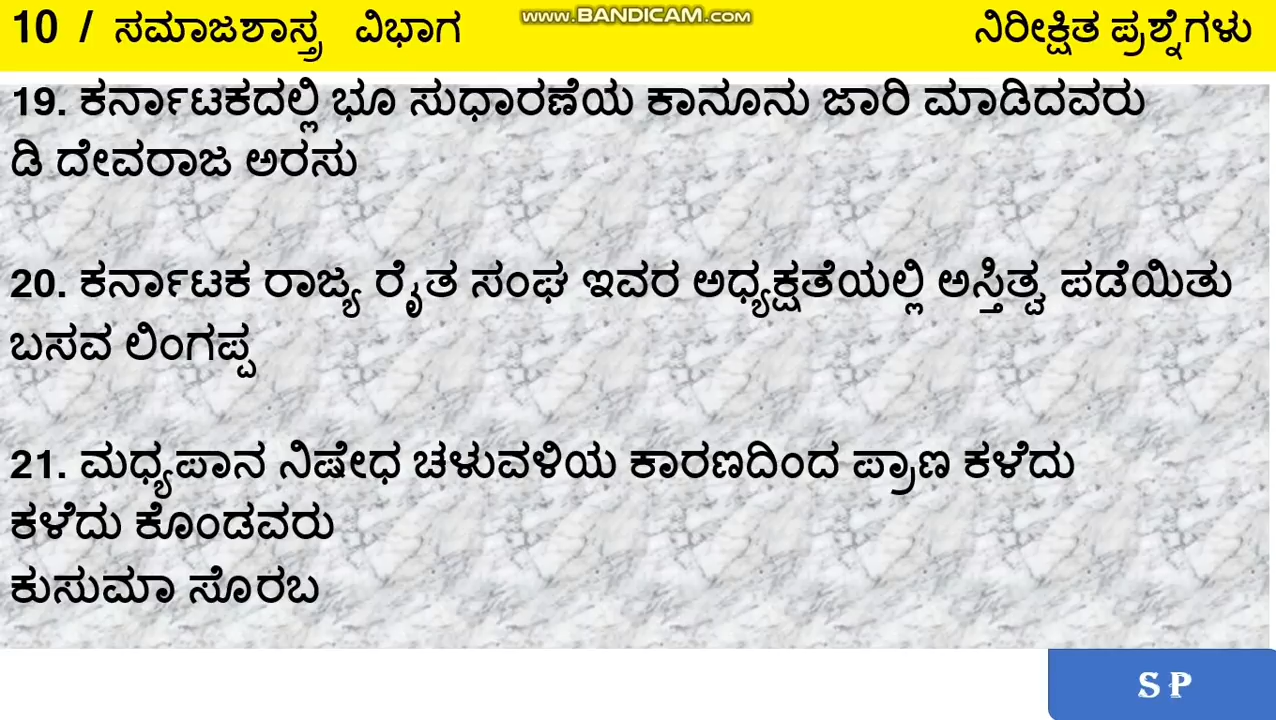 www.BANDICAM.com
10 / ಸಮಾಜಶಾಸ್ತ್ರ ವಿಭಾಗ ನಿರೀಕ್ಷಿತ ಪ್ರಶ್ನೆಗಳು
19. ಕರ್ನಾಟಕದಲ್ಲಿ ಭೂ ಸುಧಾರಣೆಯ ಕಾನೂನು ಜಾರಿ ಮಾಡಿದವರು
ಡಿ ದೇವರಾಜ ಅರಸು
20. ಕರ್ನಾಟಕ ರಾಜ್ಯ ರೈತ ಸಂಘ ಇವರ ಅಧ್ಯಕ್ಷತೆಯಲ್ಲಿ ಅಸ್ತಿತ್ವ ಪಡೆಯಿತು
ಬಸವ ಲಿಂಗಪ್ಪ
21. ಮಧ್ಯಪಾನ ನಿಷೇಧ ಚಳುವಳಿಯ ಕಾರಣದಿಂದ ಪ್ರಾಣ ಕಳೆದು
ಕಳೆದು ಕೊಂಡವರು
ಕುಸುಮಾ ಸೊರಬ
S P